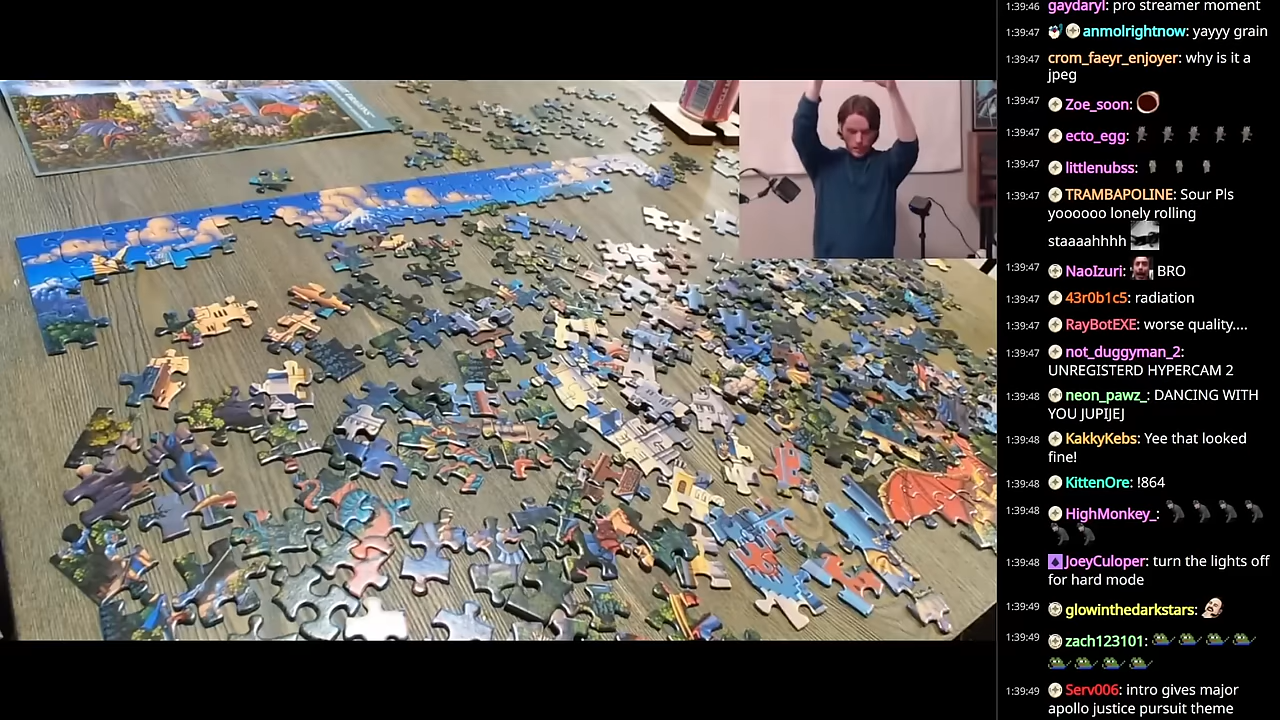 1:39:46 gaydaryl: pro streamer moment
1:39:47 anmolrightnow: yayyy grain
1:39:47 crom_faeyr_enjoyer: why is it a
jpeg
1:39:47 Zoe_soon:
1:39:47 ecto_egg:
1:39:47 littlenubss:
1:39:47 TRAMBAPOLINE: Sour Pls
yoooooo lonely rolling
staaaahhhh
1:39:47 NaoIzuri: BRO
1:39:47 43r0b1c5: radiation
1:39:47 RayBotEXE: worse quality....
1:39:47 not_duggyman_2:
UNREGISTERD HYPERCAM 2
1:39:48 neon_pawz_: DANCING WITH
YOU JUPIJEJ
1:39:48 KakkyKebs: Yee that looked
fine!
1:39:48 KittenOre: !864
1:39:48 HighMonkey_:
1:39:48 JoeyCuloper: turn the lights off
for hard mode
1:39:49 glowinthedarkstars:
1:39:49 zach123101:
1:39:49 Serv006: intro gives major
apollo justice pursuit theme